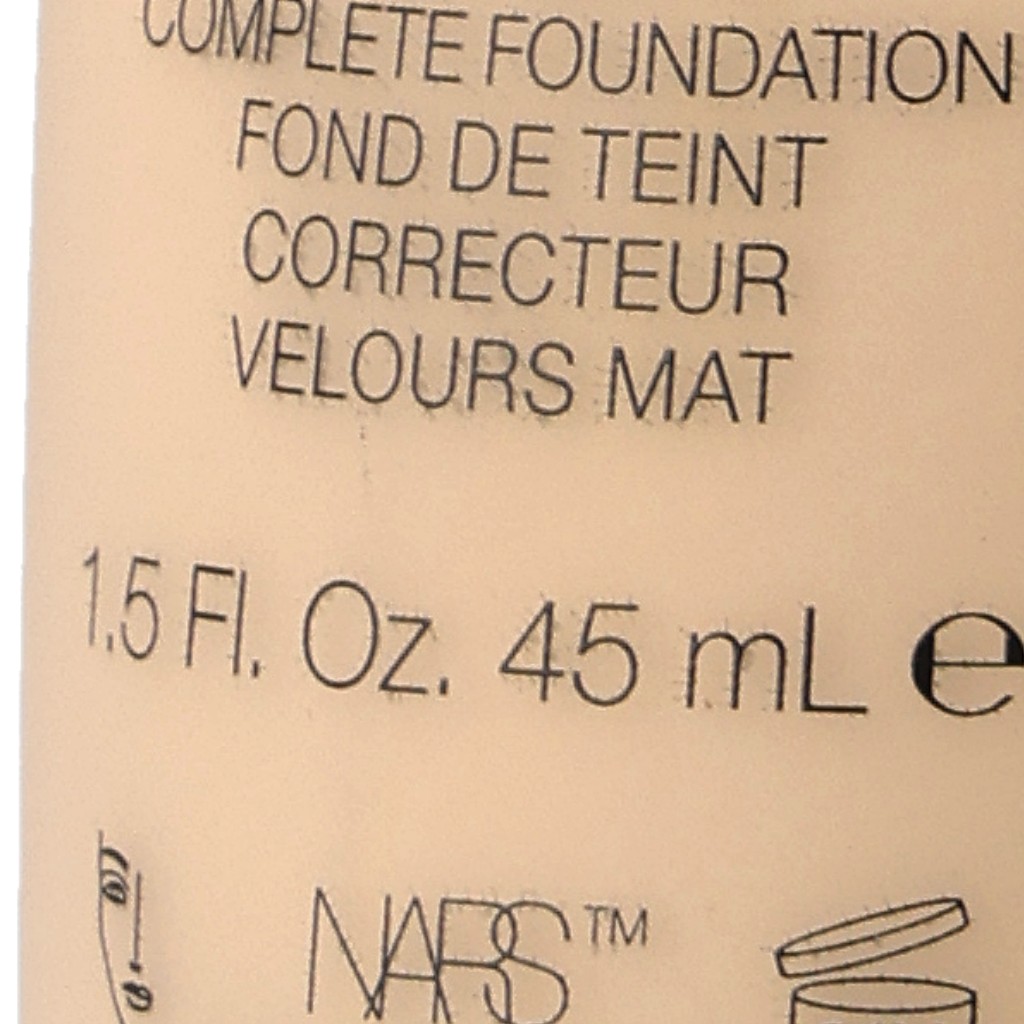 COMPLETE FOUNDATION
FOND DE TEINT
CORRECTEUR
VELOURS MAT
1.5 Fl. Oz. 45 mL ℮
NARS™